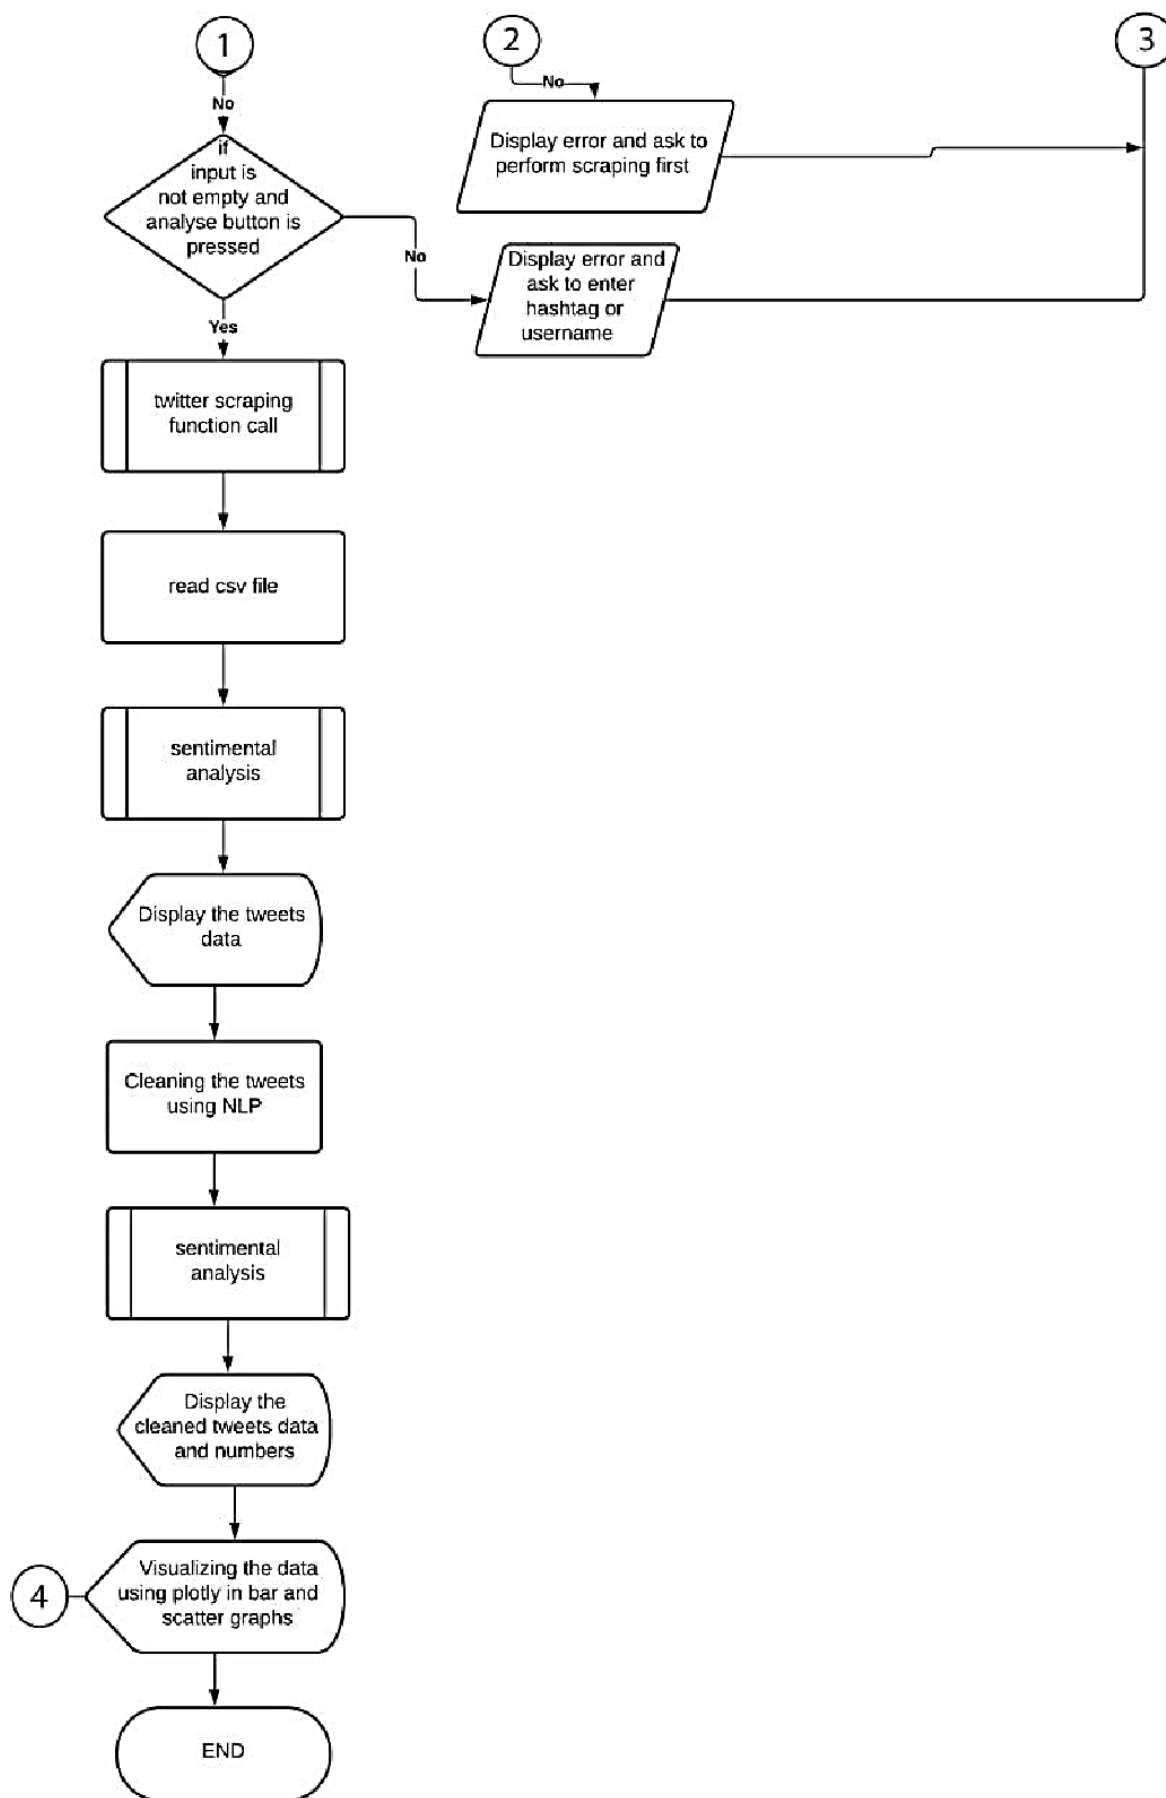 1
2
3
No
No
if
input is
not empty and
analyse button is
pressed
Display error and ask to
perform scraping first
No
Display error and
ask to enter
hashtag or
username
Yes
twitter scraping
function call
read csv file
sentimental
analysis
Display the tweets
data
Cleaning the tweets
using NLP
sentimental
analysis
Display the
cleaned tweets data
and numbers
4
Visualizing the data
using plotly in bar and
scatter graphs
END